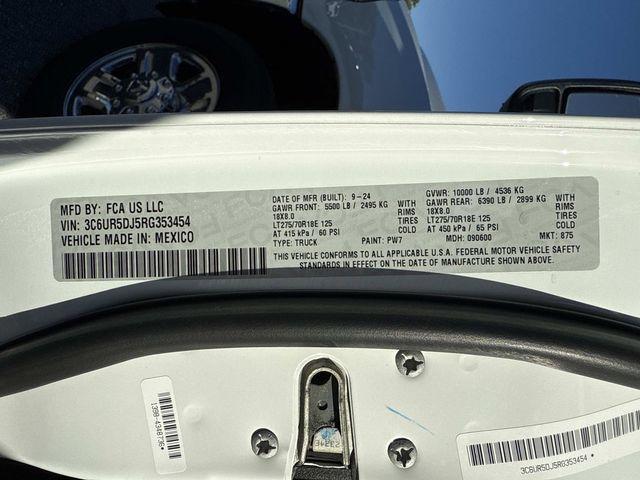 MFD BY: FCA US LLC
VIN: 3C6UR5DJ5RG353454
VEHICLE MADE IN: MEXICO
DATE OF MFR (BUILT): 9-24
GAWR FRONT: 5500 LB / 2495 KG WITH
18X8.0 RIMS
LT275/70R18E 125 TIRES
AT 415 kPa / 60 PSI COLD
TYPE: TRUCK PAINT: PW7
GVWR: 10000 LB / 4536 KG
GAWR REAR: 6390 LB / 2899 KG WITH
18X8.0 RIMS
LT275/70R18E 125 TIRES
AT 450 kPa / 65 PSI COLD
MDH: 090600 MKT: 875
THIS VEHICLE CONFORMS TO ALL APPLICABLE U.S.A. FEDERAL MOTOR VEHICLE SAFETY
STANDARDS IN EFFECT ON THE DATE OF MANUFACTURE SHOWN ABOVE.
3C6UR5DJ5RG353454